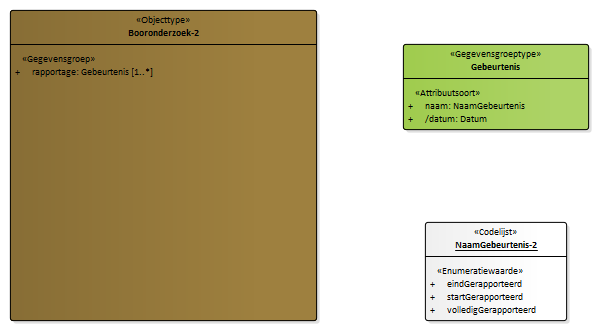 «Objecttype»
Booronderzoek-2
«Gegevensgroep»
+ rapportage: Gebeurtenis [1..*]
«Gegevensgroeptype»
Gebeurtenis
«Attribuutsoort»
+ naam: NaamGebeurtenis
+ /datum: Datum
«Codelijst»
NaamGebeurtenis-2
«Enumeratiewaarde»
+ eindGerapporteerd
+ startGerapporteerd
+ volledigGerapporteerd